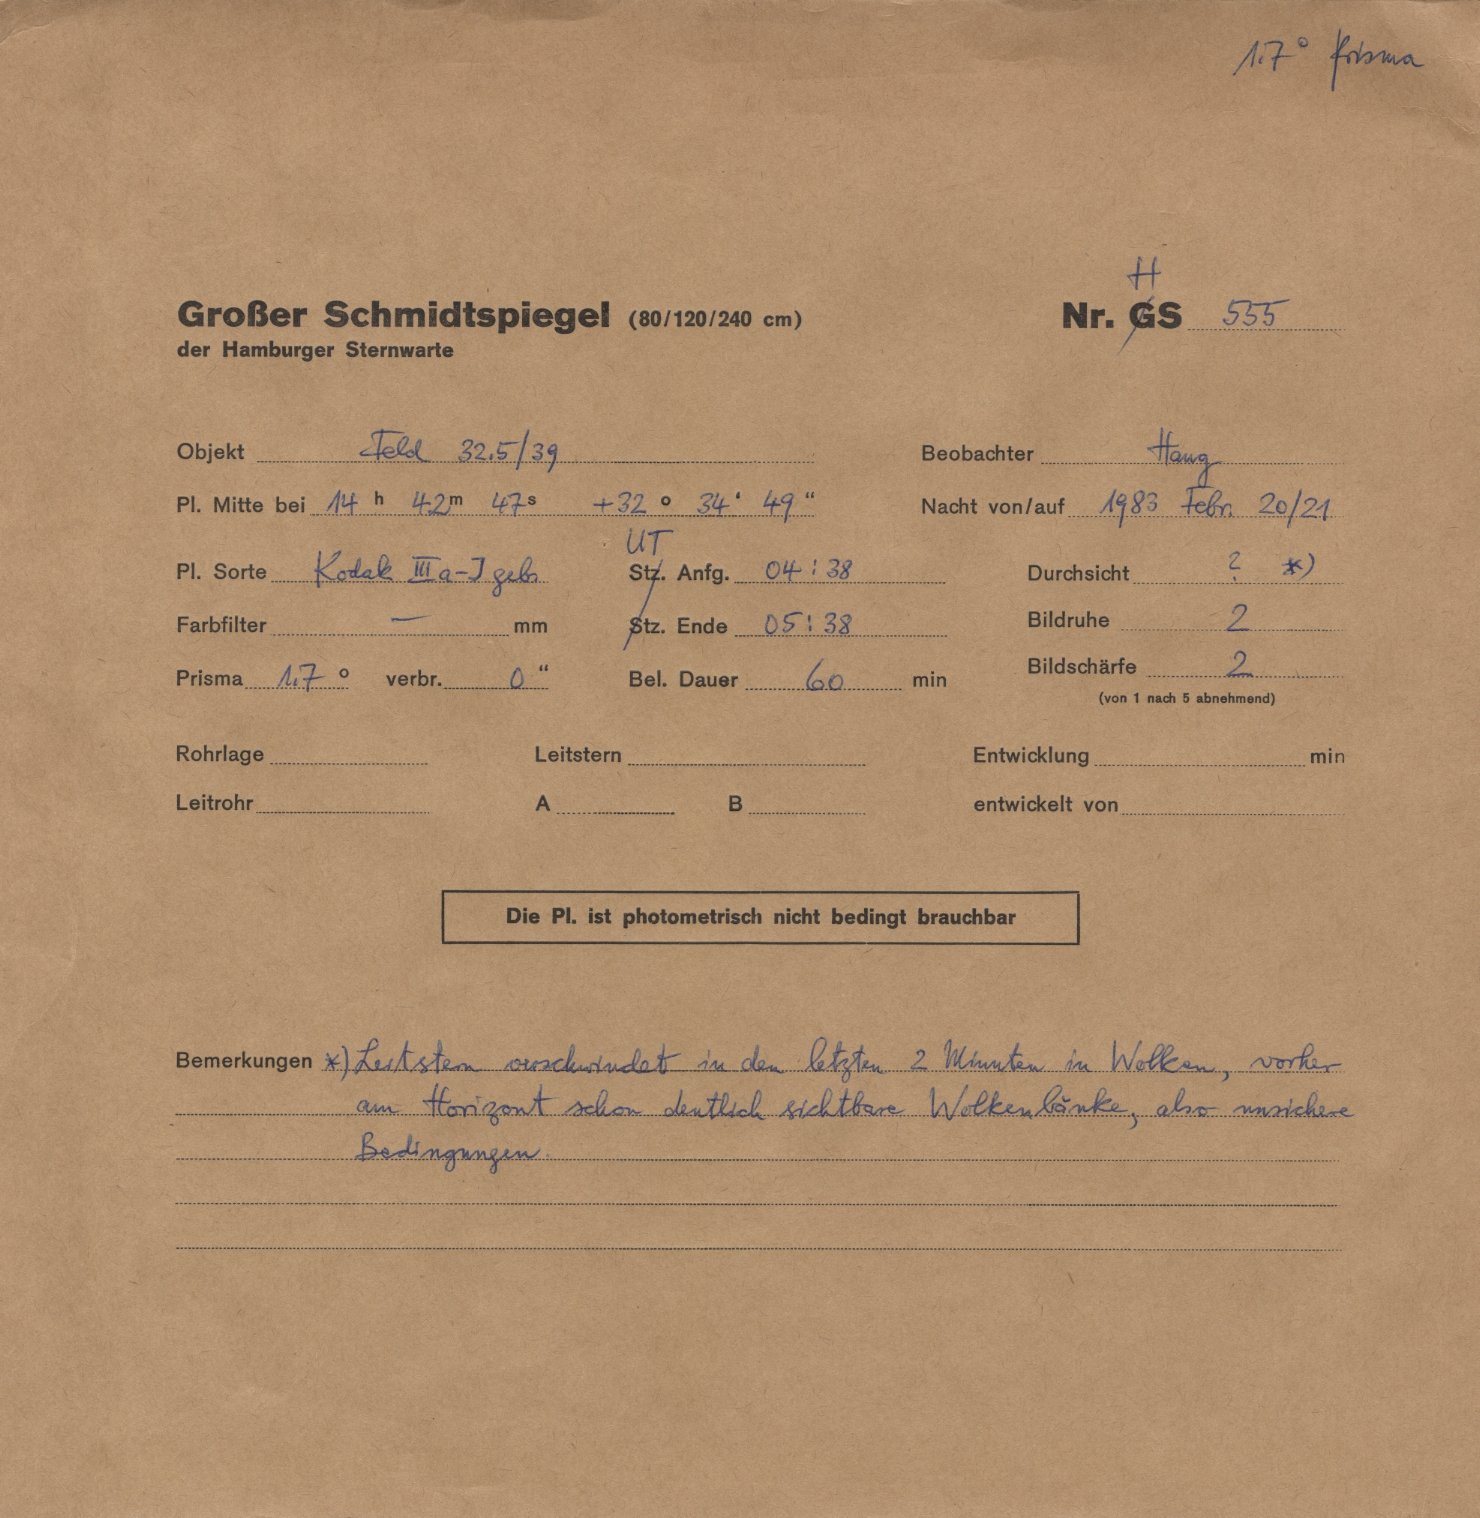 1.7° Prisma
H
Großer Schmidtspiegel (80/120/240 cm) Nr. GS 555
der Hamburger Sternwarte
Objekt Feld 32.5/39 Beobachter Haug
Pl. Mitte bei 14 h 42 m 47 s +32 ° 34 ' 49 " Nacht von/auf 1983 Febr. 20/21
UT
Pl. Sorte Kodak IIIa-J geb. Stz. Anfg. 04:38 Durchsicht ? *)
Farbfilter — mm Stz. Ende 05:38 Bildruhe 2
Prisma 1.7 ° verbr. 0 " Bel. Dauer 60 min Bildschärfe 2
(von 1 nach 5 abnehmend)
Rohrlage Leitstern Entwicklung min
Leitrohr A B entwickelt von
Die Pl. ist photometrisch nicht bedingt brauchbar
Bemerkungen *) Leitstern verschwindet in den letzten 2 Minuten in Wolken, vorher
am Horizont schon deutlich sichtbare Wolkenbänke, also unsichere
Bedingungen.